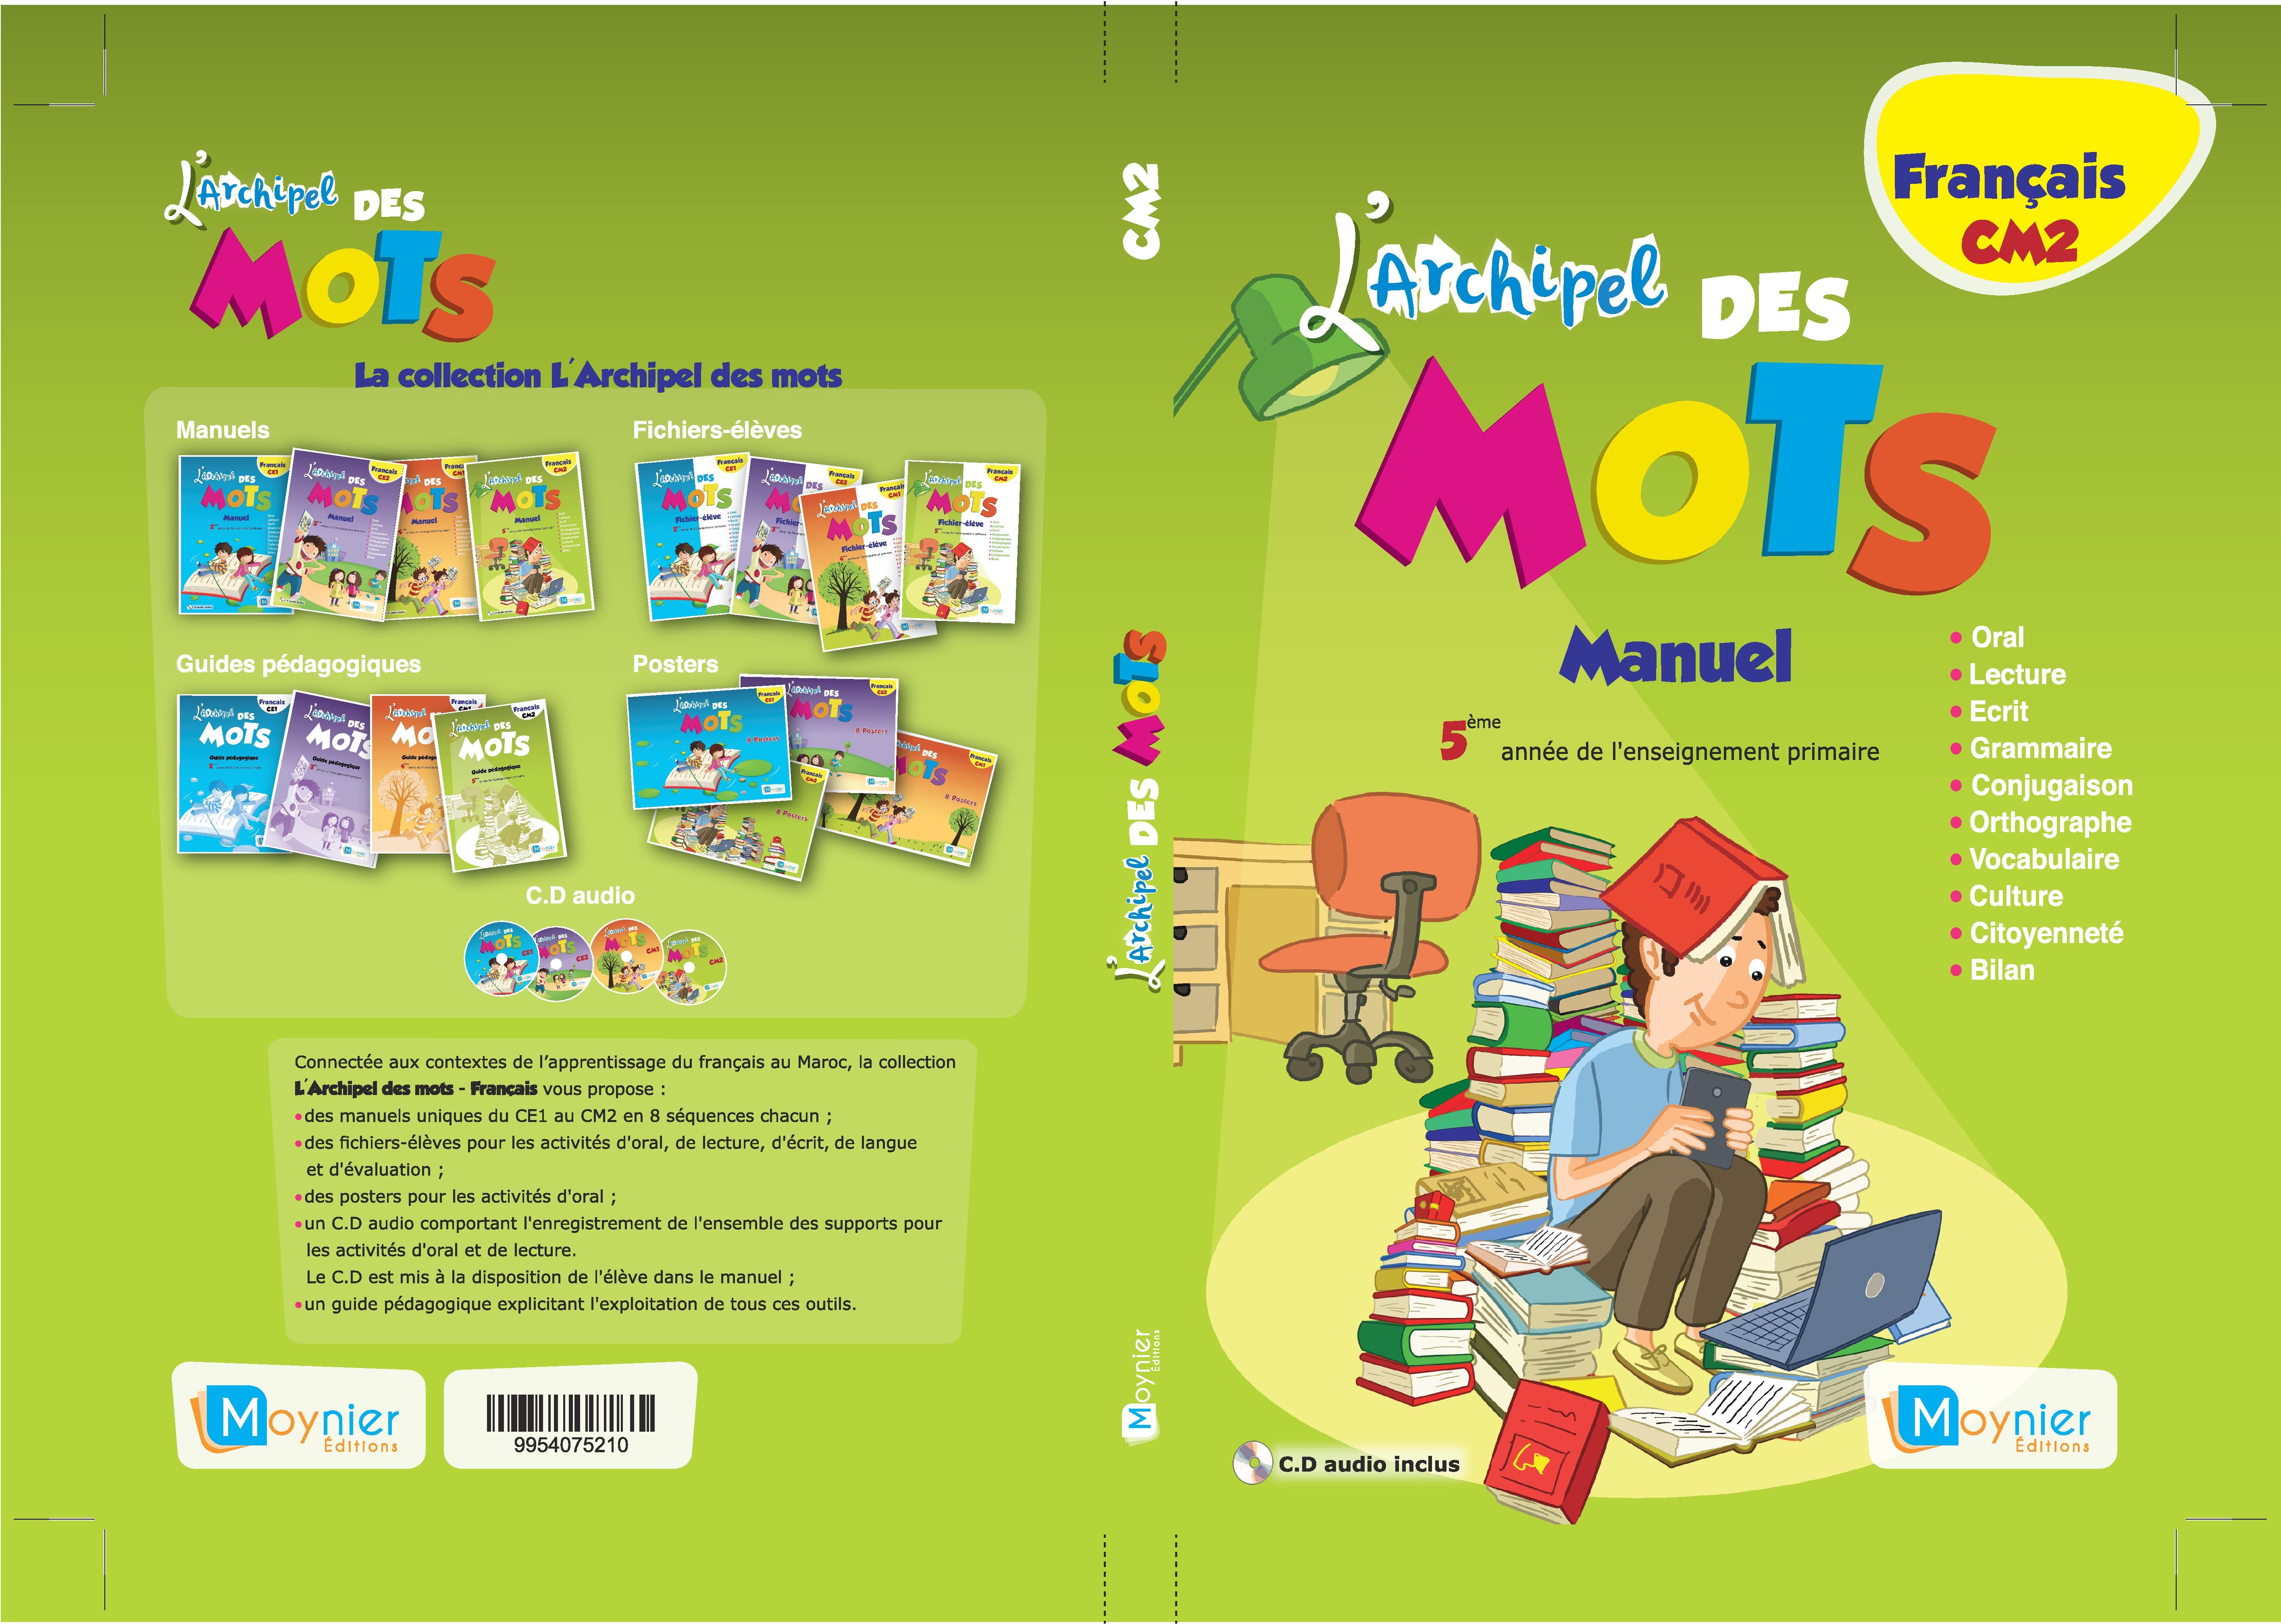 L'Archipel DES
MOTS
La collection L'Archipel des mots
Manuels
Fichiers-élèves
Guides pédagogiques
Posters
C.D audio
Connectée aux contextes de l'apprentissage du français au Maroc, la collection
L'Archipel des mots - Français vous propose :
•des manuels uniques du CE1 au CM2 en 8 séquences chacun ;
•des fichiers-élèves pour les activités d'oral, de lecture, d'écrit, de langue
et d'évaluation ;
•des posters pour les activités d'oral ;
•un C.D audio comportant l'enregistrement de l'ensemble des supports pour
les activités d'oral et de lecture.
Le C.D est mis à la disposition de l'élève dans le manuel ;
•un guide pédagogique explicitant l'exploitation de tous ces outils.
Moynier
Éditions
9954075210
CM2
L'Archipel DES MOTS
Moynier
Éditions
Français
CM2
L'Archipel DES
MOTS
Manuel
5ème année de l'enseignement primaire
• Oral
• Lecture
• Ecrit
• Grammaire
• Conjugaison
• Orthographe
• Vocabulaire
• Culture
• Citoyenneté
• Bilan
C.D audio inclus
Moynier
Éditions